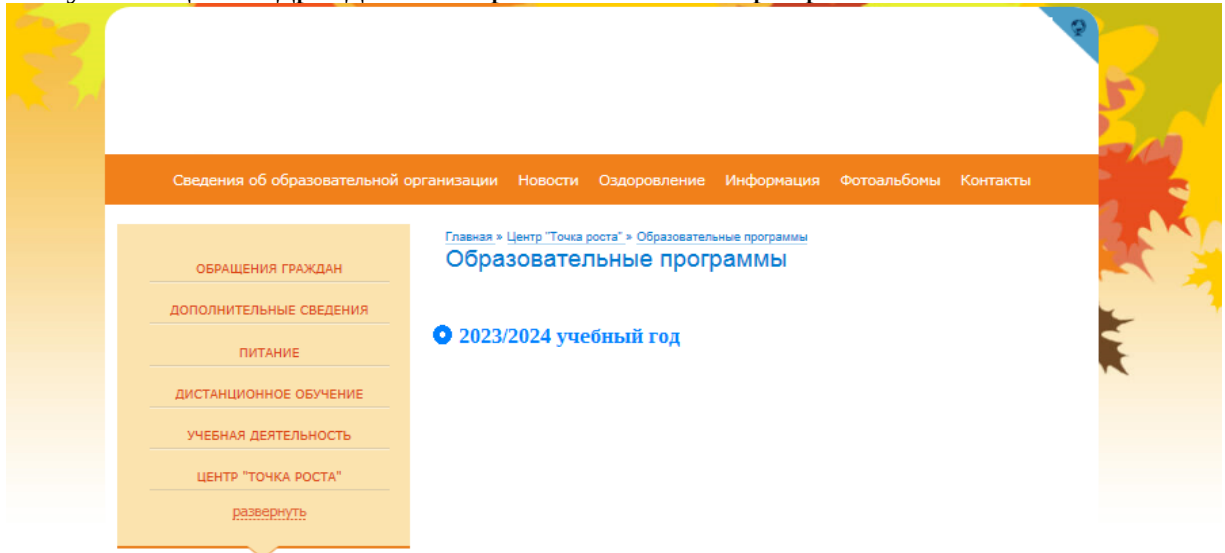 Сведения об образовательной организации Новости Оздоровление Информация Фотоальбомы Контакты
Главная » Центр "Точка роста" » Образовательные программы
Образовательные программы
2023/2024 учебный год
ОБРАЩЕНИЯ ГРАЖДАН
ДОПОЛНИТЕЛЬНЫЕ СВЕДЕНИЯ
ПИТАНИЕ
ДИСТАНЦИОННОЕ ОБУЧЕНИЕ
УЧЕБНАЯ ДЕЯТЕЛЬНОСТЬ
ЦЕНТР "ТОЧКА РОСТА"
развернуть